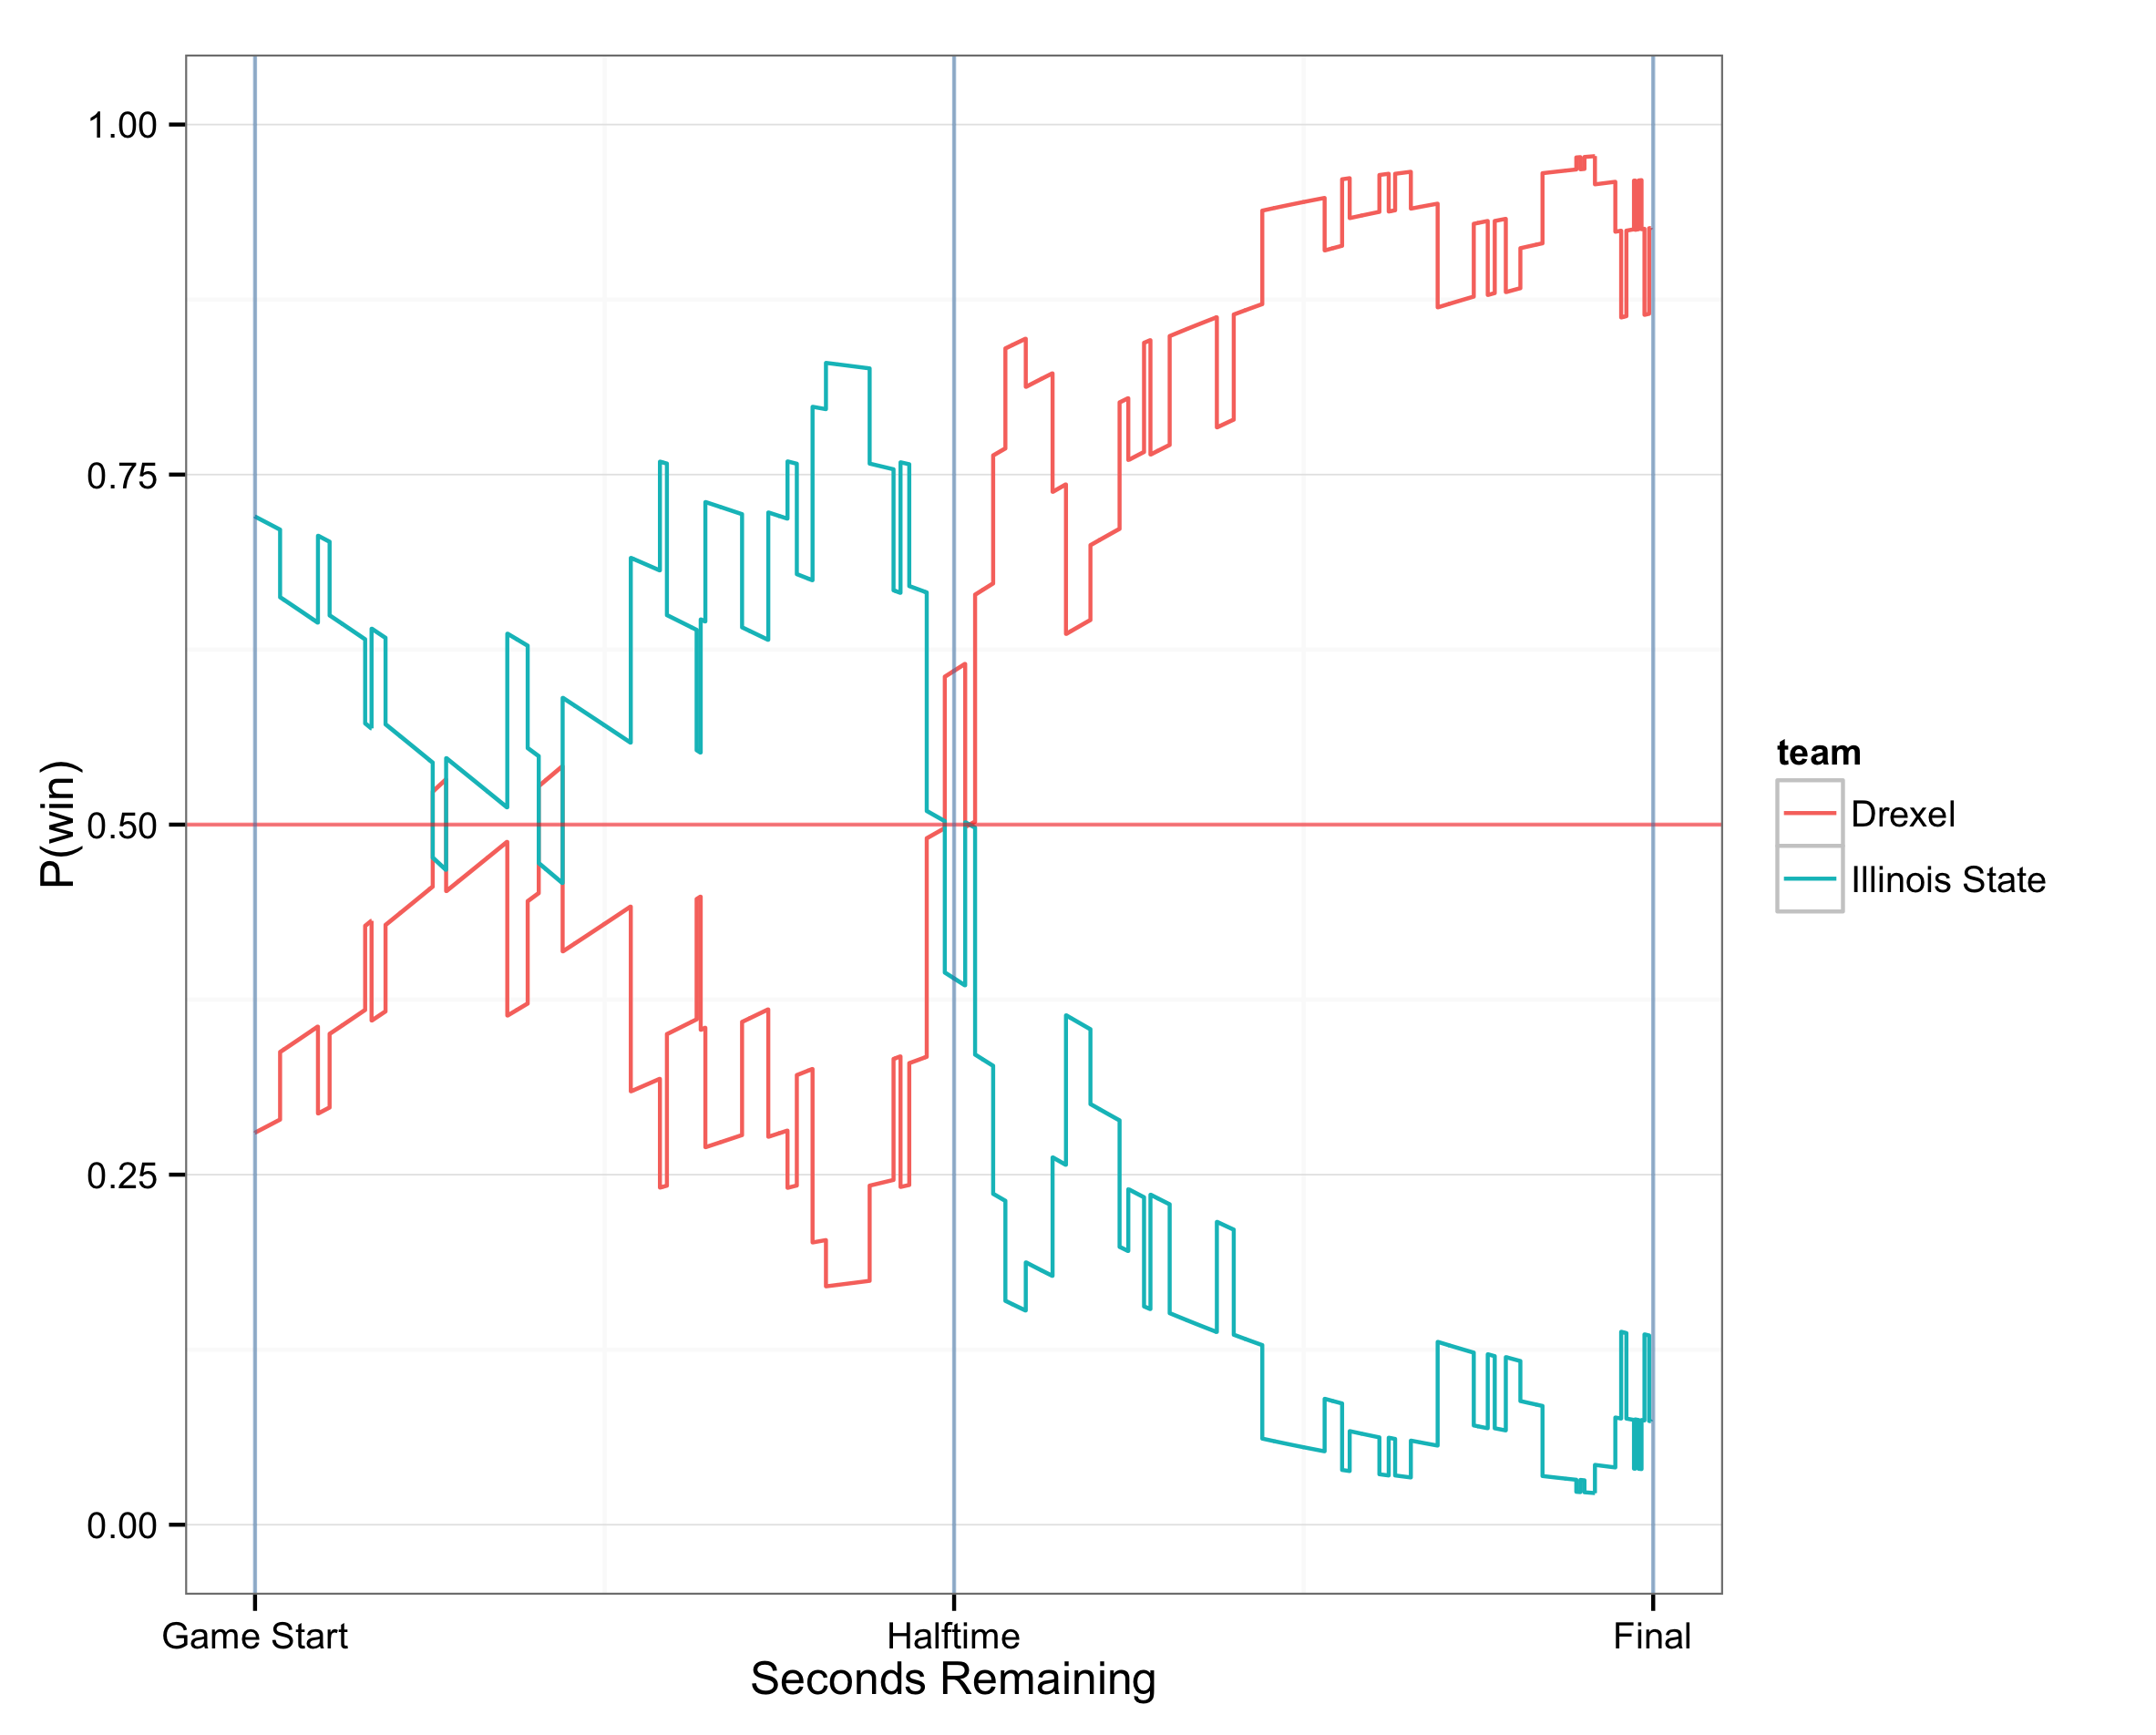 1.00
0.75
0.50
0.25
0.00
P(win)
Game Start
Halftime
Final
Seconds Remaining
team
Drexel
Illinois State